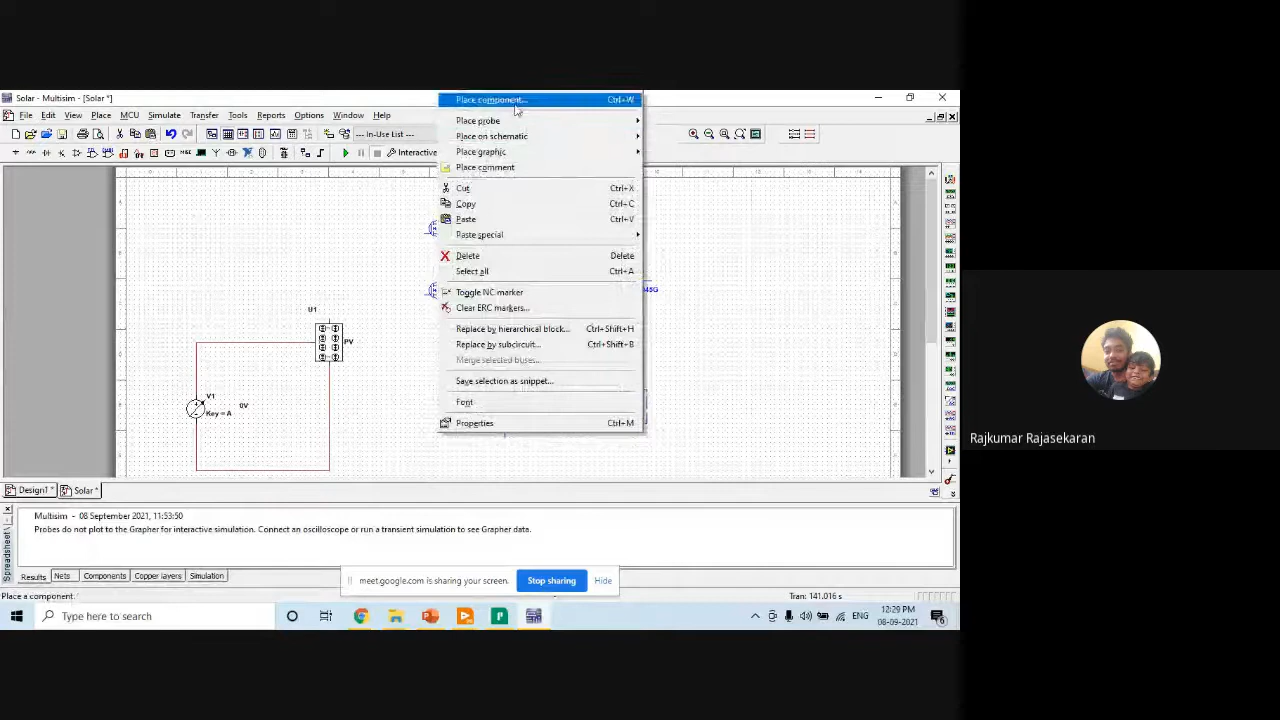 Solar - Multisim - [Solar *]
File Edit View Place MCU Simulate Transfer Tools Reports Options Window Help
--- In-Use List ---
Interactive
Place component... Ctrl+W
Place probe
Place on schematic
Place graphic
Place comment
Cut Ctrl+X
Copy Ctrl+C
Paste Ctrl+V
Paste special
Delete Delete
Select all Ctrl+A
Toggle NC marker
Clear ERC markers...
Replace by hierarchical block... Ctrl+Shift+H
Replace by subcircuit... Ctrl+Shift+B
Merge selected buses...
Save selection as snippet...
Font
Properties Ctrl+M
U1
PV
V1
Key = A
0V
Design1 * Solar *
Multisim - 08 September 2021, 11:53:50
Probes do not plot to the Grapher for interactive simulation. Connect an oscilloscope or run a transient simulation to see Grapher data.
Spreadsheet
Results Nets Components Copper layers Simulation
meet.google.com is sharing your screen. Stop sharing Hide
Place a component.
Tran: 141.016 s
Type here to search
ENG
12:29 PM
08-09-2021
Rajkumar Rajasekaran